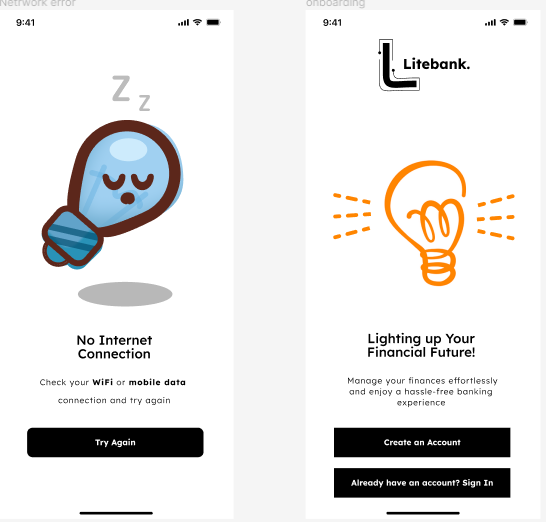 Netrwork error
9:41
Z
Z
No Internet
Connection
Check your WiFi or mobile data
connection and try again
Try Again
onboarding
9:41
Litebank.
Lighting up Your
Financial Future!
Manage your finances effortlessly
and enjoy a hassle-free banking
experience
Create an Account
Already have an account? Sign In